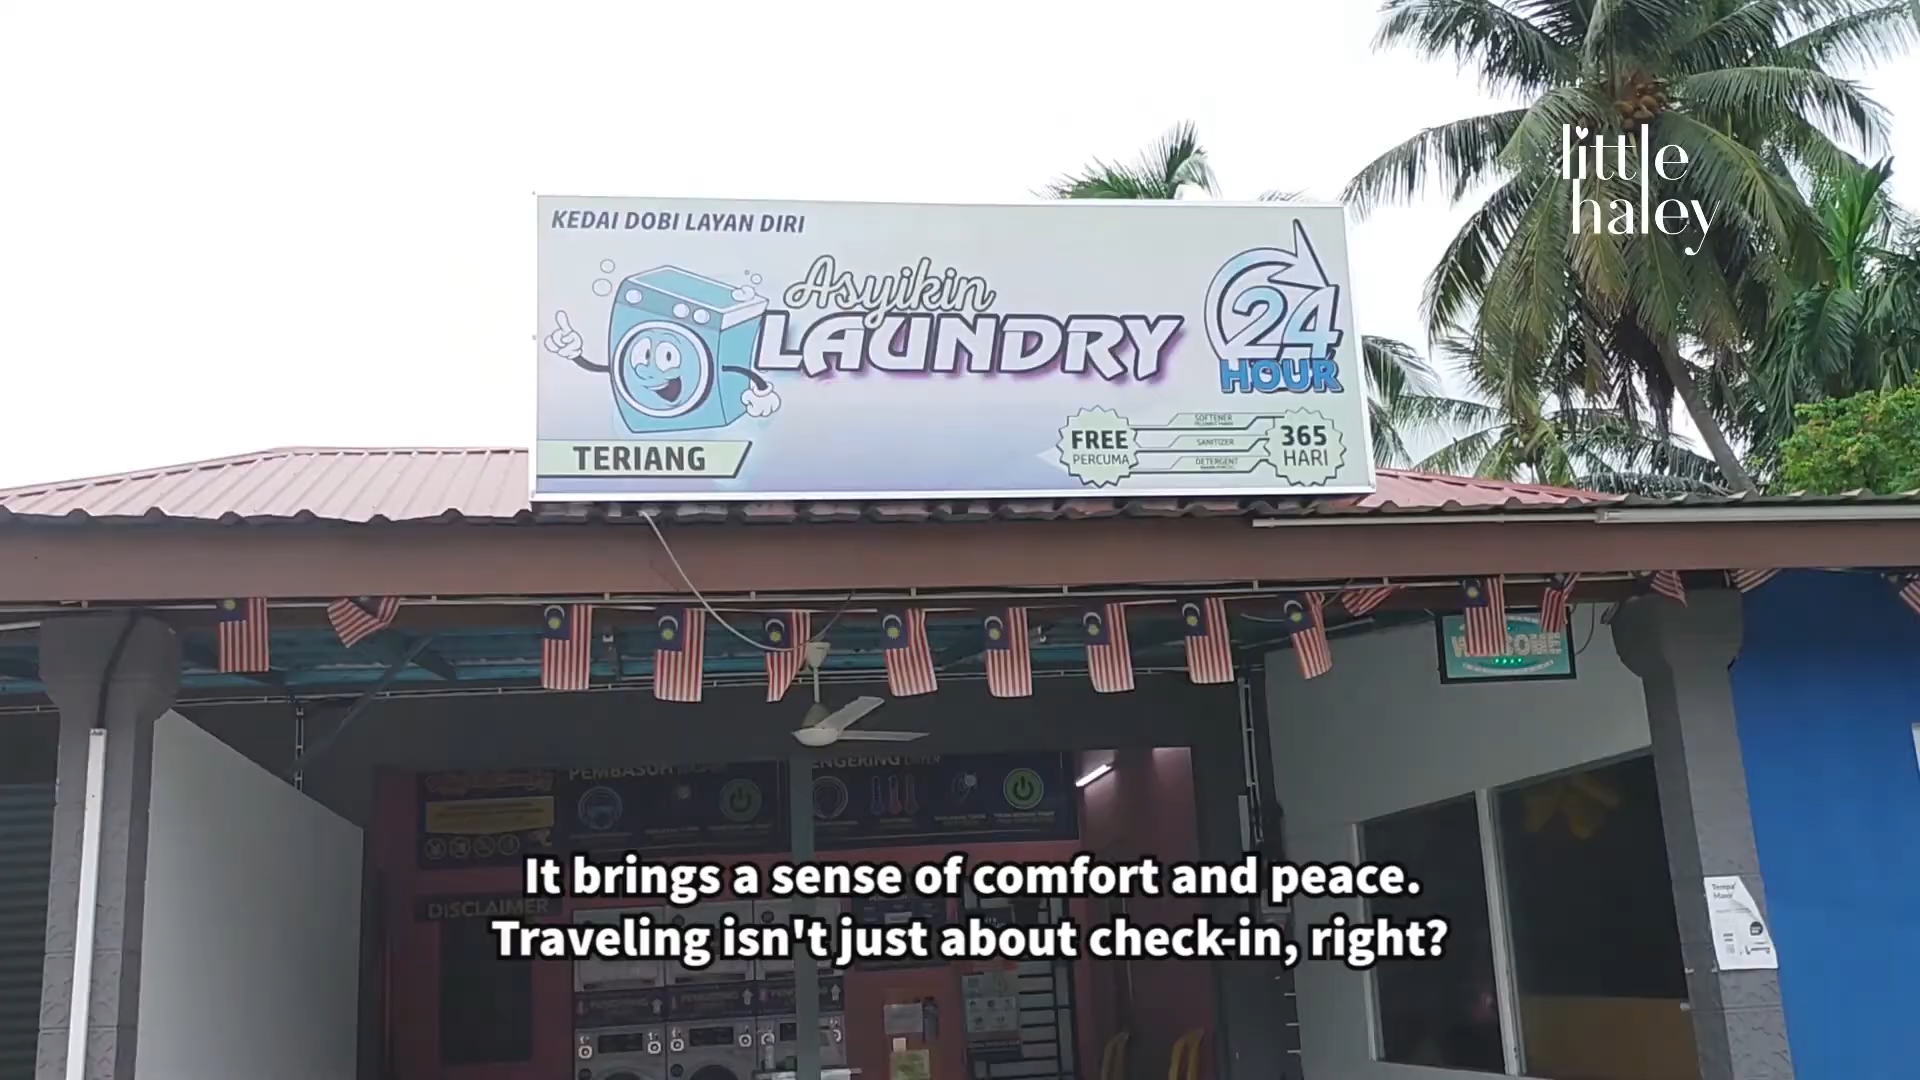 little
haley
KEDAI DOBI LAYAN DIRI
Asyikin
LAUNDRY
24
HOUR
TERIANG
FREE
PERCUMA
SOFTENER
SANITIZER
DETERGENT
365
HARI
PEMBASUH
DISCLAIMER
It brings a sense of comfort and peace.
Traveling isn't just about check-in, right?